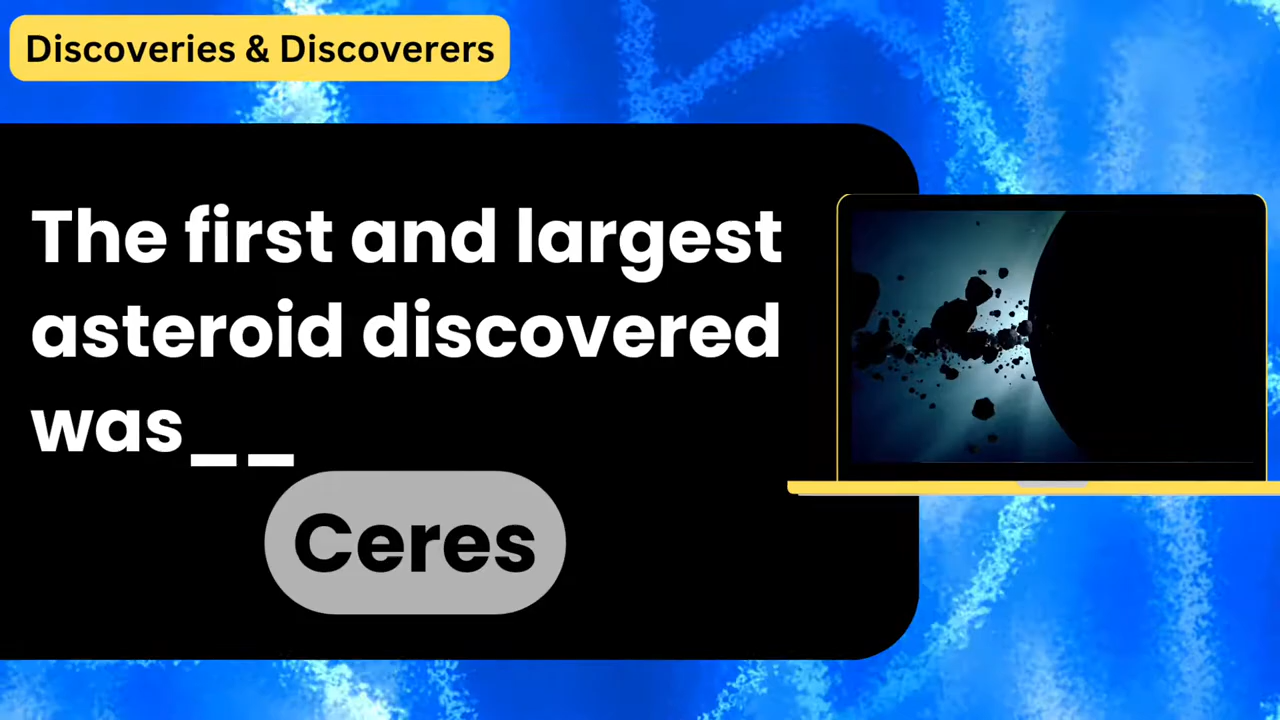 Discoveries & Discoverers
The first and largest
asteroid discovered
was__
Ceres